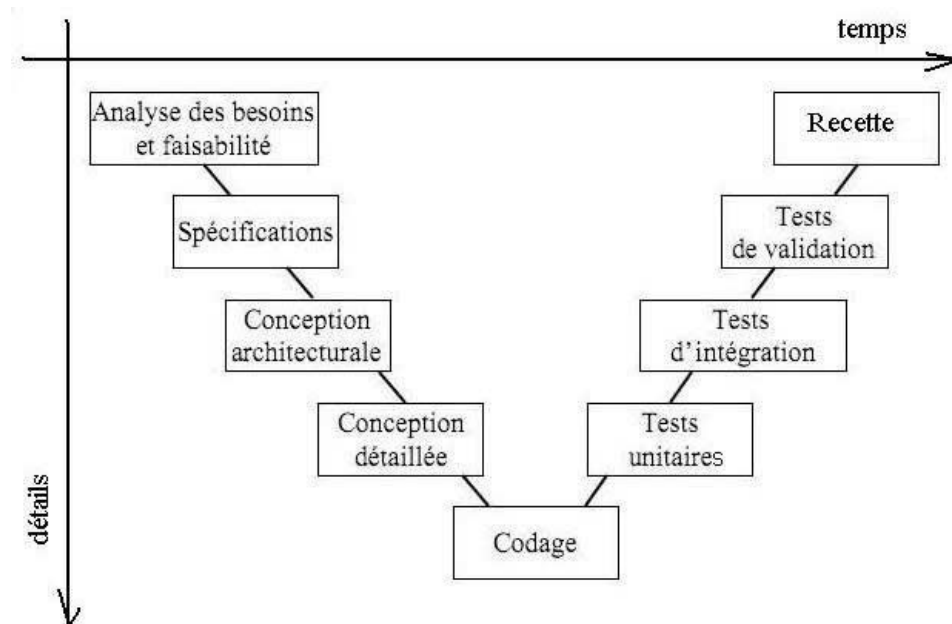 temps
Analyse des besoins
et faisabilité
Recette
Spécifications
Tests
de validation
Conception
architecturale
Tests
d'intégration
Conception
détaillée
Tests
unitaires
Codage
détails